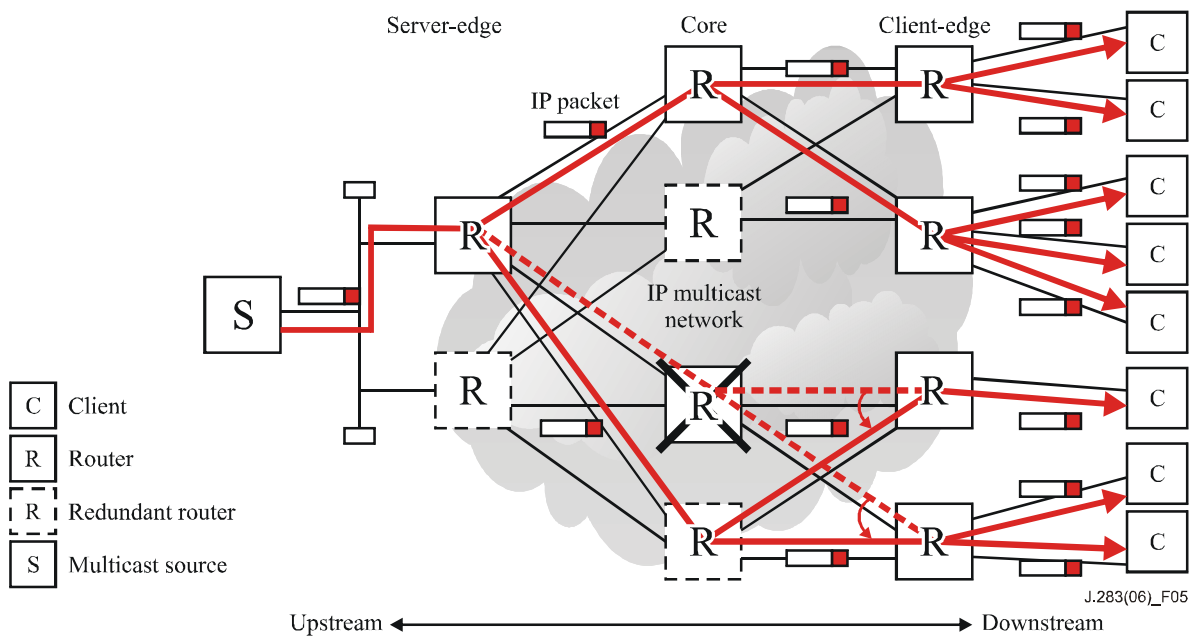 Server-edge
Core
Client-edge
C
R
R
IP packet
C
C
R
R
R
C
IP multicast
network
S
C
R
R
R
C
C
Client
R
Router
C
R
Redundant router
R
R
C
S
Multicast source
J.283(06)_F05
Upstream
Downstream